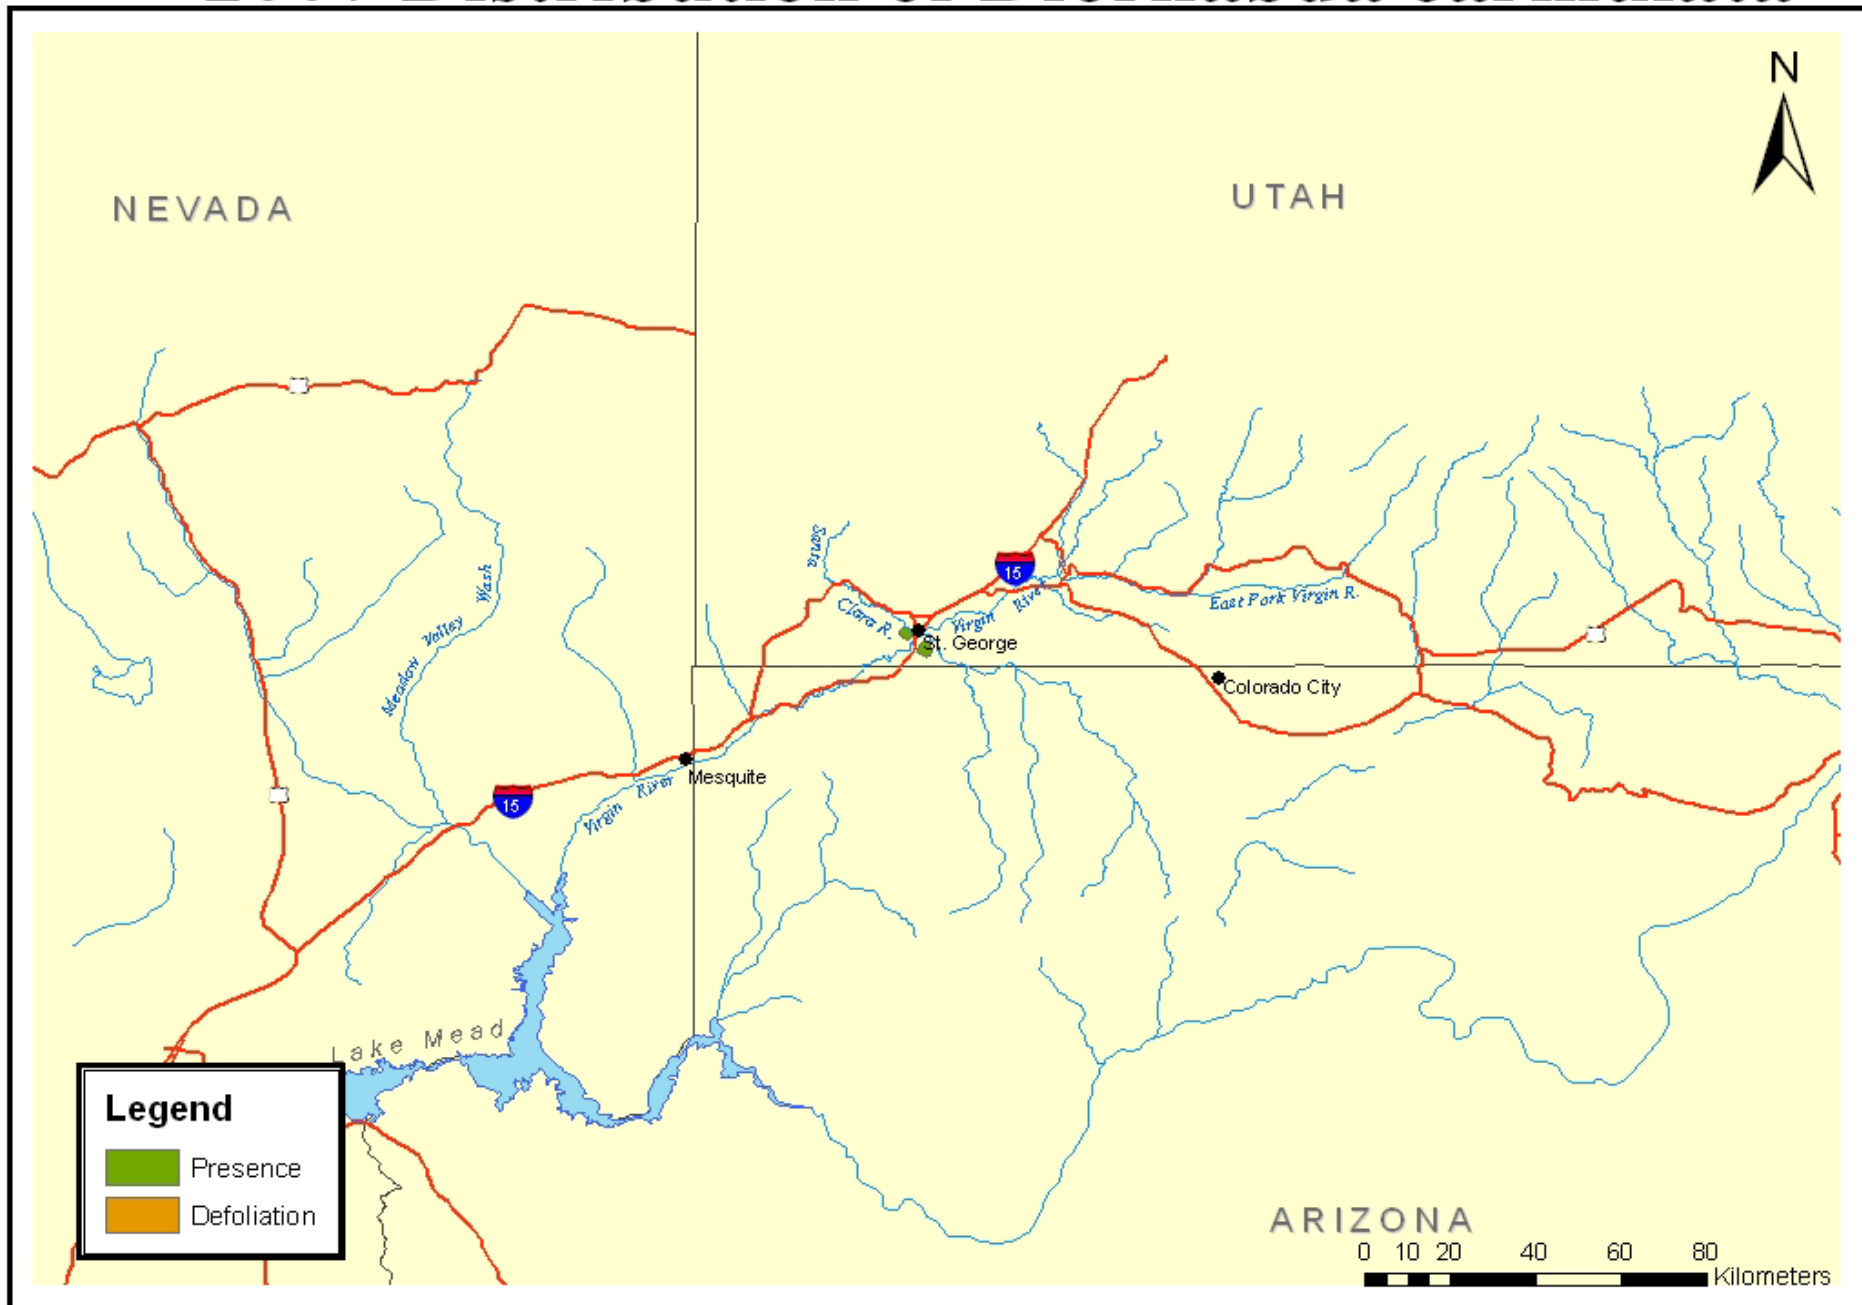 N
NEVADA
UTAH
Santa
15
Wash
Clara R.
Virgin
River
East Fork Virgin R.
Meadow
Valley
St. George
Colorado City
Mesquite
15
Virgin
River
Lake Mead
Legend
Presence
Defoliation
ARIZONA
0 10 20 40 60 80
Kilometers